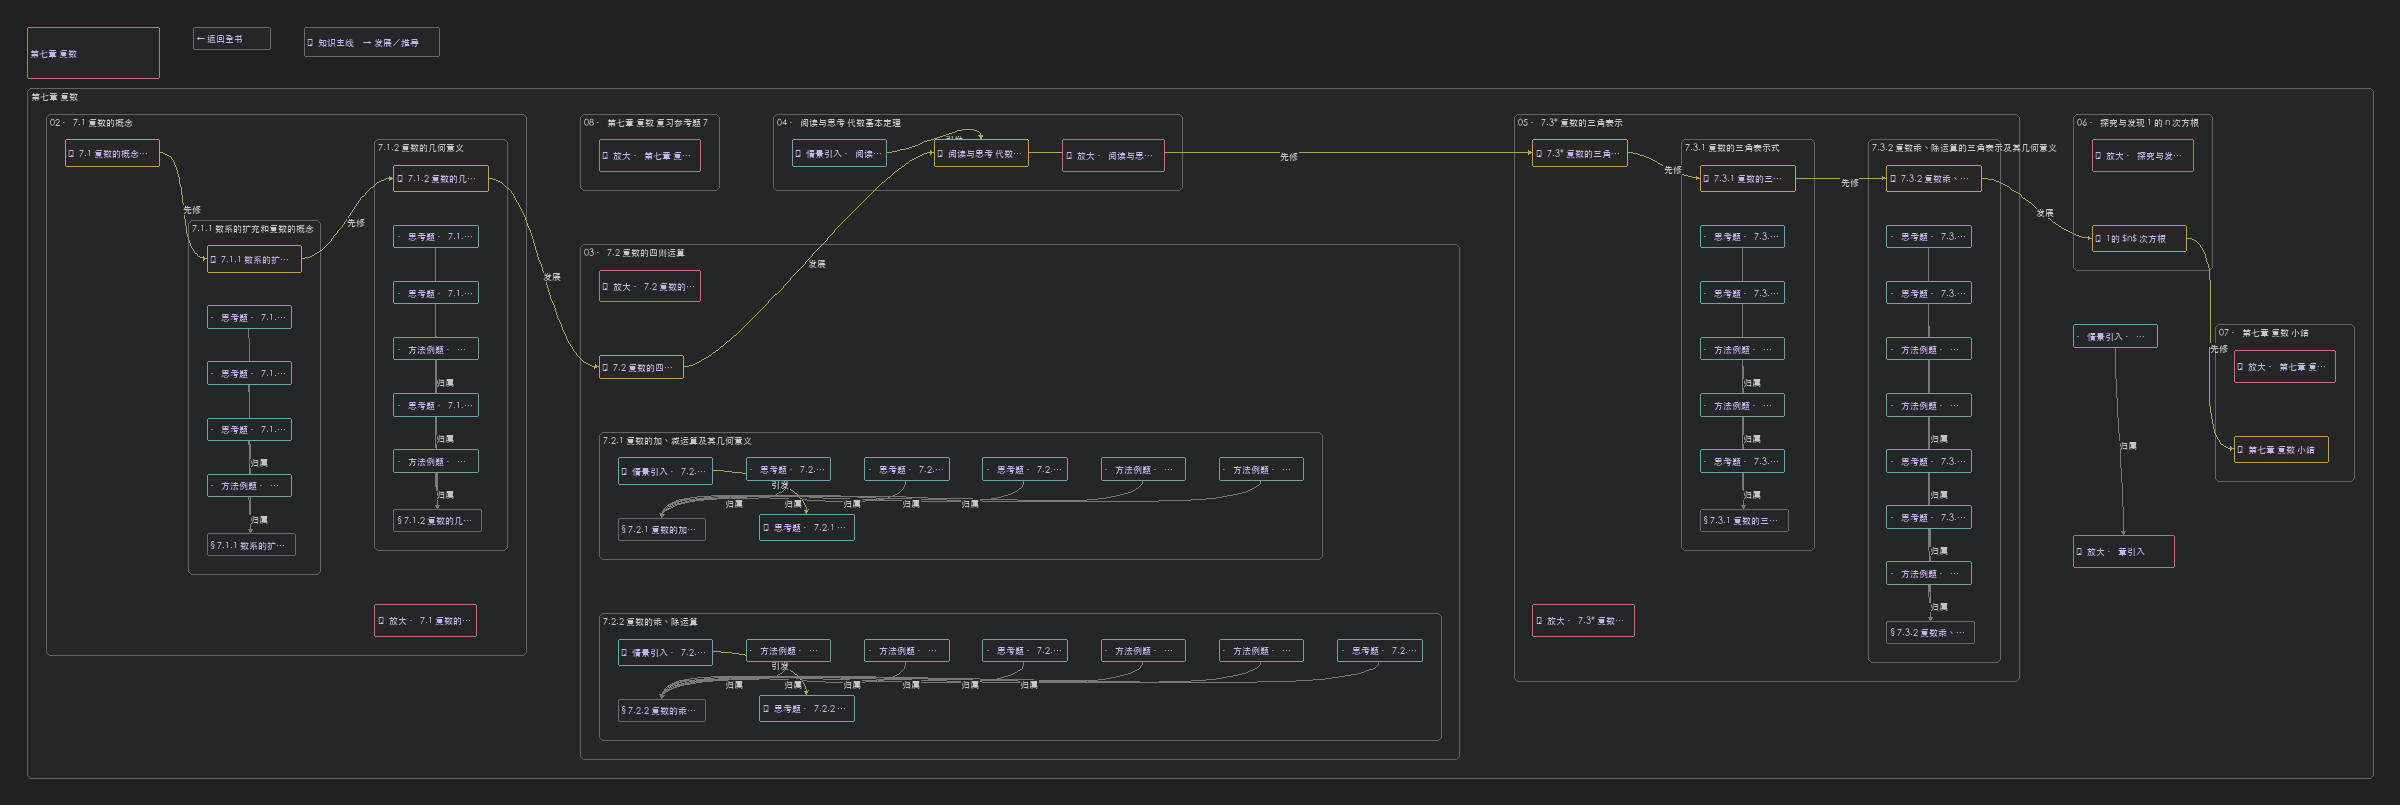 第七章 复数
← 返回全书
知识主线 → 发展／推导
第七章 复数
02 · 7.1 复数的概念
7.1 复数的概念…
先修
7.1.1 数系的扩充和复数的概念
7.1.1 数系的扩…
· 思考题 · 7.1.…
· 思考题 · 7.1.…
· 思考题 · 7.1.…
归属
· 方法例题 · …
归属
§ 7.1.1 数系的扩…
先修
7.1.2 复数的几何意义
7.1.2 复数的几…
· 思考题 · 7.1.…
· 思考题 · 7.1.…
· 方法例题 · …
归属
· 思考题 · 7.1.…
归属
· 方法例题 · …
归属
§ 7.1.2 复数的几…
放大 · 7.1 复数的…
发展
08 · 第七章 复数 复习参考题 7
放大 · 第七章 复…
04 · 阅读与思考 代数基本定理
情景引入 · 阅读…
阅读与思考 代数…
放大 · 阅读与思…
先修
发展
03 · 7.2 复数的四则运算
放大 · 7.2 复数的…
7.2 复数的四…
7.2.1 复数的加、减运算及其几何意义
情景引入 · 7.2.…
· 思考题 · 7.2.…
· 思考题 · 7.2.…
· 思考题 · 7.2.…
· 方法例题 · …
· 方法例题 · …
引发
归属
归属
归属
归属
归属
§ 7.2.1 复数的加…
思考题 · 7.2.1 …
7.2.2 复数的乘、除运算
情景引入 · 7.2.…
· 方法例题 · …
· 方法例题 · …
· 思考题 · 7.2.…
· 方法例题 · …
· 方法例题 · …
· 思考题 · 7.2.…
引发
归属
归属
归属
归属
归属
归属
§ 7.2.2 复数的乘…
思考题 · 7.2.2 …
05 · 7.3* 复数的三角表示
7.3* 复数的三角…
先修
7.3.1 复数的三角表示式
7.3.1 复数的三…
· 思考题 · 7.3.…
· 思考题 · 7.3.…
· 方法例题 · …
归属
· 方法例题 · …
归属
· 思考题 · 7.3.…
归属
§ 7.3.1 复数的三…
放大 · 7.3* 复数…
先修
7.3.2 复数乘、除运算的三角表示及其几何意义
7.3.2 复数乘、…
· 思考题 · 7.3.…
· 思考题 · 7.3.…
· 方法例题 · …
· 方法例题 · …
· 思考题 · 7.3.…
· 思考题 · 7.3.…
归属
· 方法例题 · …
归属
§ 7.3.2 复数乘、…
发展
06 · 探究与发现 1 的 n 次方根
放大 · 探究与发…
1的 $n$ 次方根
· 情景引入 · …
归属
放大 · 章引入
先修
07 · 第七章 复数 小结
放大 · 第七章 复…
第七章 复数 小结